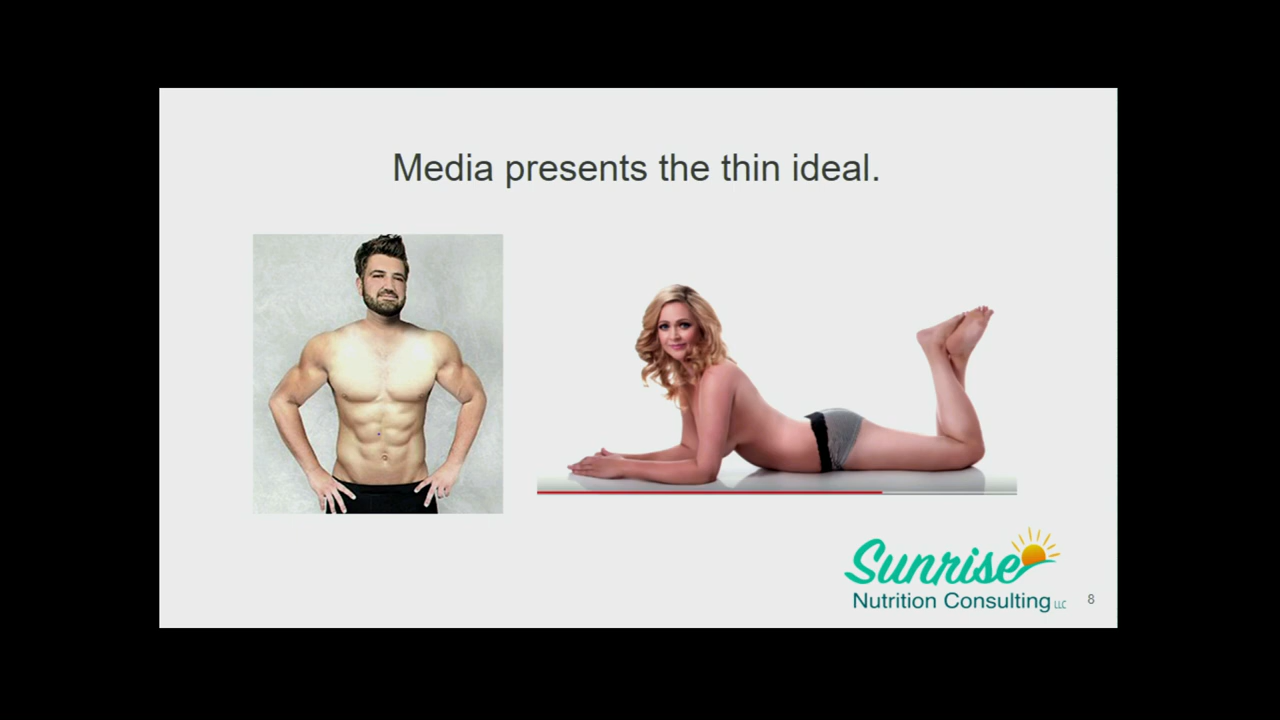 Media presents the thin ideal.
Sunrise
Nutrition Consulting LLC
8